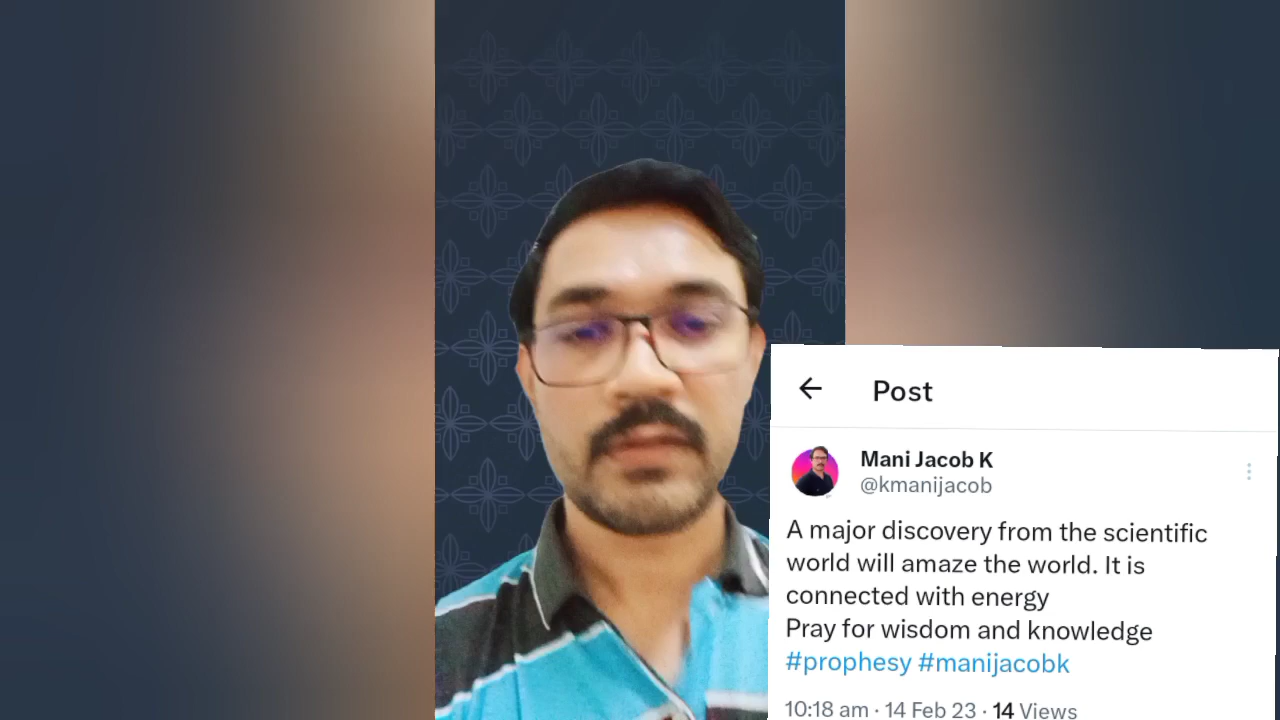 Post
Mani Jacob K
@kmanijacob
A major discovery from the scientific
world will amaze the world. It is
connected with energy
Pray for wisdom and knowledge
#prophesy #manijacobk
10:18 am · 14 Feb 23 · 14 Views